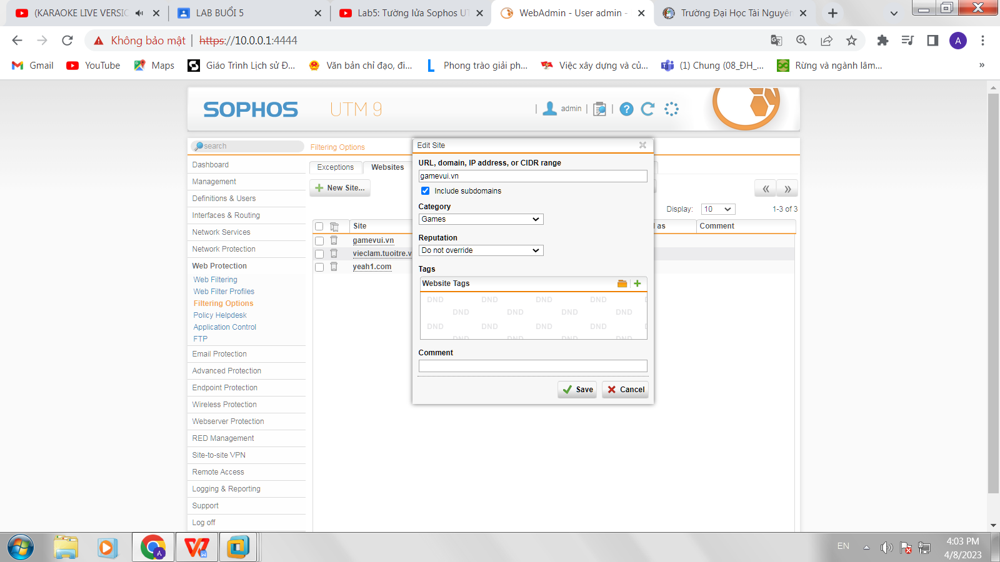 (KARAOKE LIVE VERSIC
LAB BUỔI 5
Lab5: Tường lửa Sophos UT
WebAdmin - User admin -
Trường Đại Học Tài Nguyên
Không bảo mật | https://10.0.0.1:4444
A
Gmail
YouTube
Maps
Giáo Trình Lịch sử Đ...
Văn bản chỉ đạo, đi...
Phong trào giải ph...
Việc xây dựng và củ...
(1) Chung (08_ĐH_...
Rừng và ngành lâm...
»
SOPHOS
UTM 9
| admin | |
search
Filtering Options
Dashboard
Management
Definitions & Users
Interfaces & Routing
Network Services
Network Protection
Web Protection
Web Filtering
Web Filter Profiles
Filtering Options
Policy Helpdesk
Application Control
FTP
Email Protection
Advanced Protection
Endpoint Protection
Wireless Protection
Webserver Protection
RED Management
Site-to-site VPN
Remote Access
Logging & Reporting
Support
Log off
Exceptions
Websites
New Site...
« »
Display: 10
1-3 of 3
Site
l as
Comment
gamevui.vn
vieclam.tuoitre.v
yeah1.com
Edit Site
URL, domain, IP address, or CIDR range
gamevui.vn
Include subdomains
Category
Games
Reputation
Do not override
Tags
Website Tags
DND DND DND DND
DND DND DND DND
DND DND DND DND
DND DND DND DND
Comment
Save
Cancel
A
W
EN
4:03 PM
4/8/2023